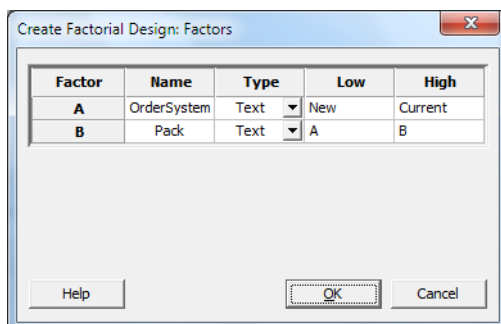 Create Factorial Design: Factors
Factor Name Type Low High
A OrderSystem Text New Current
B Pack Text A B
Help OK Cancel